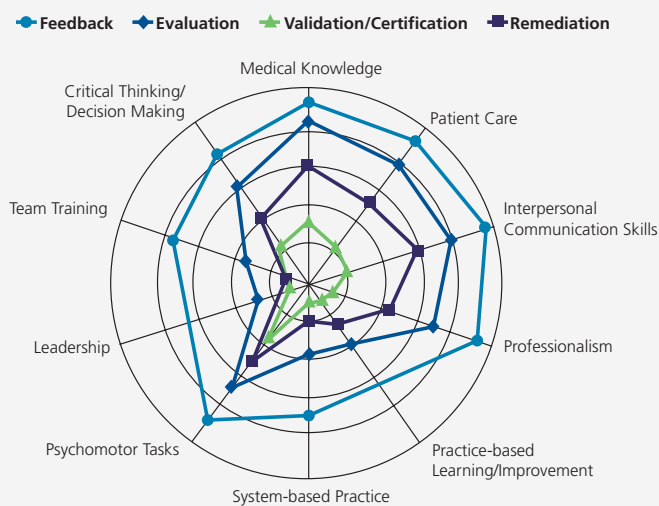 Feedback Evaluation Validation/Certification Remediation
Medical Knowledge
Critical Thinking/
Decision Making
Patient Care
Team Training
Interpersonal
Communication Skills
Leadership
Professionalism
Psychomotor Tasks
Practice-based
Learning/Improvement
System-based Practice